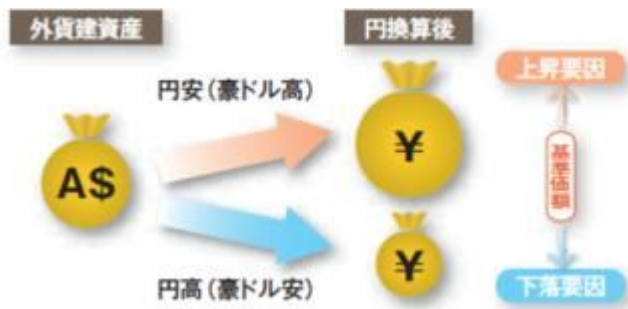 外貨建資産
円換算後
円安(豪ドル高)
上昇要因
A$
¥
基準価額
¥
円高(豪ドル安)
下落要因